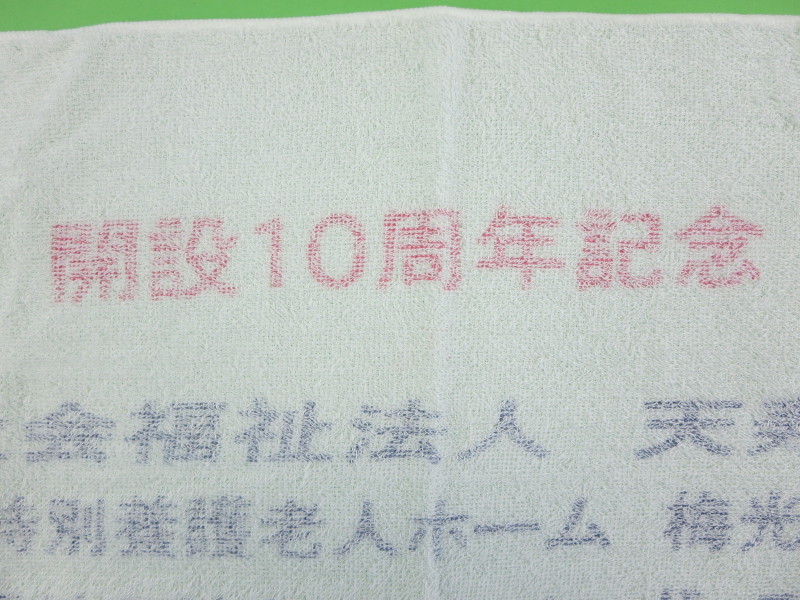 開設10周年記念
会福祉法人 天
特別養護老人ホーム 梅光